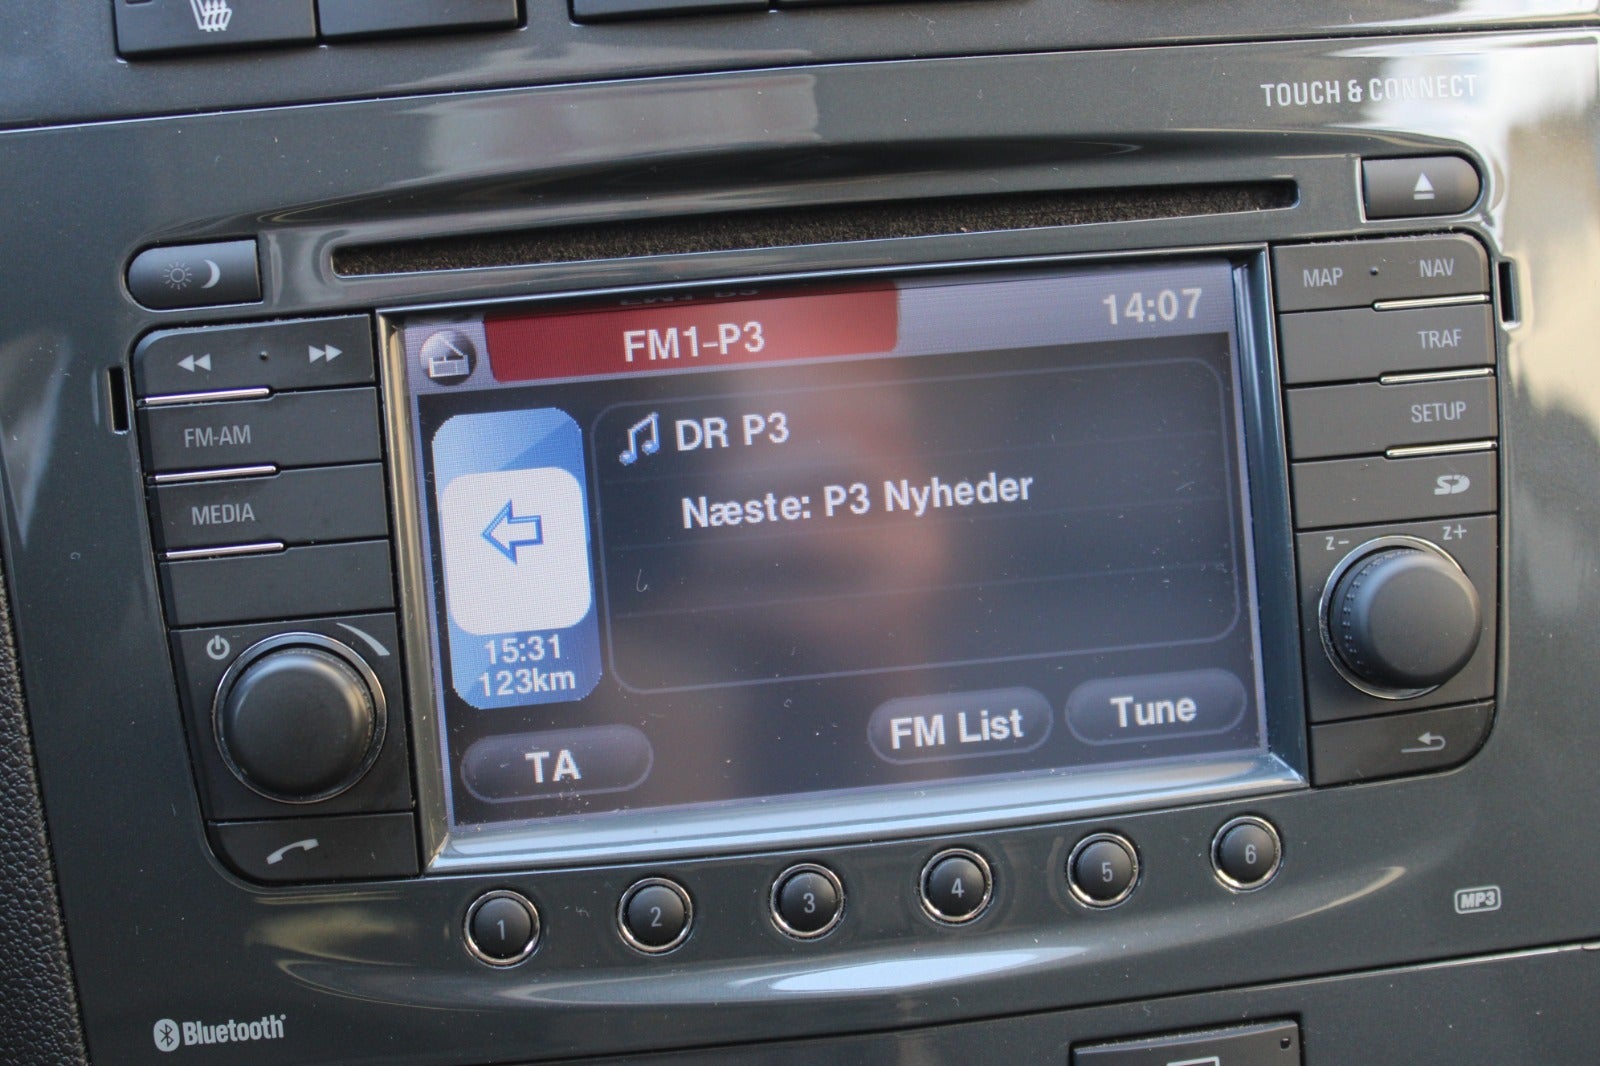 TOUCH & CONNECT
FM1-P3
14:07
MAP NAV
TRAF
FM-AM
DR P3
SETUP
MEDIA
Næste: P3 Nyheder
SD
z- z+
15:31
123km
TA
FM List
Tune
1
2
3
4
5
6
MP3
Bluetooth